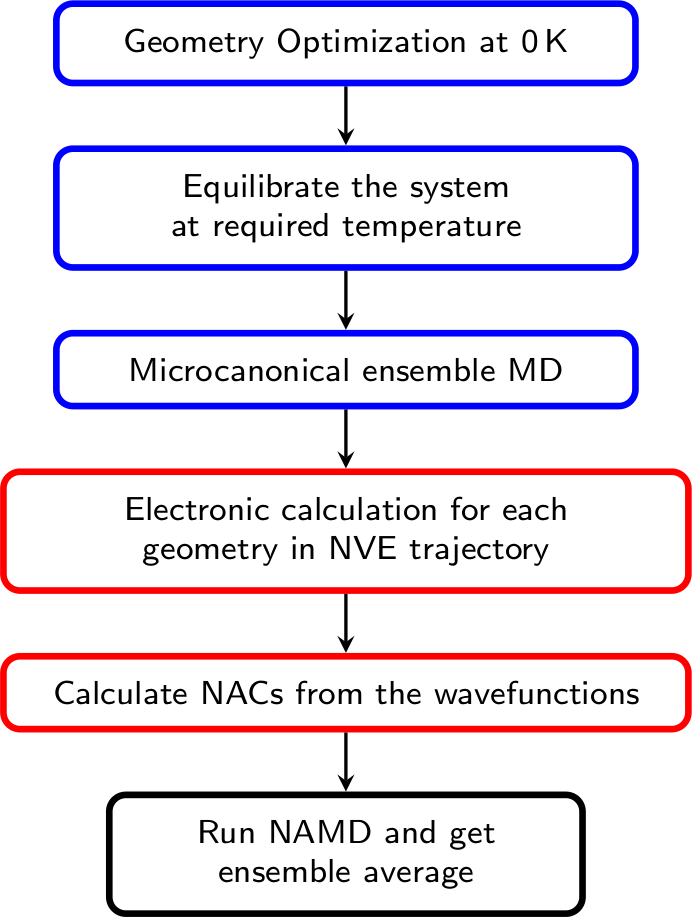 Geometry Optimization at 0 K
Equilibrate the system
at required temperature
Microcanonical ensemble MD
Electronic calculation for each
geometry in NVE trajectory
Calculate NACs from the wavefunctions
Run NAMD and get
ensemble average